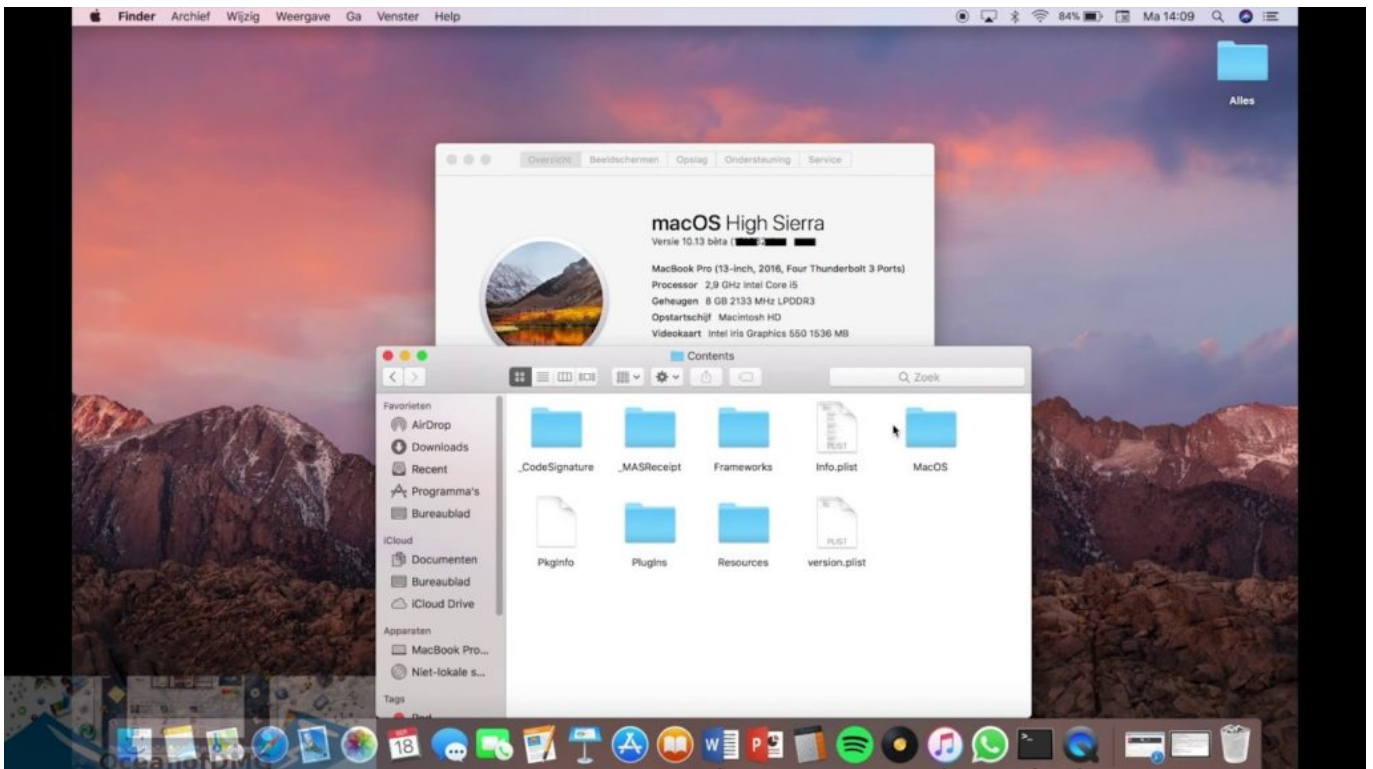 Finder Archief Wijzig Weergave Ga Venster Help 84% Ma 14:09
Alles
Overzicht Beeldschermen Opslag Ondersteuning Service
macOS High Sierra
Versie 10.13 bèta (
MacBook Pro (13-inch, 2016, Four Thunderbolt 3 Ports)
Processor 2,9 GHz Intel Core i5
Geheugen 8 GB 2133 MHz LPDDR3
Opstartschijf Macintosh HD
Videokaart Intel Iris Graphics 550 1536 MB
Contents
Zoek
Favorieten
AirDrop
Downloads
Recent
Programma's
Bureaublad
iCloud
Documenten
Bureaublad
iCloud Drive
Apparaten
MacBook Pro...
Niet-lokale s...
Tags
PLIST
_CodeSignature _MASReceipt Frameworks Info.plist MacOS
PLIST
PkgInfo PlugIns Resources version.plist
SEP
18
OceanofDMG